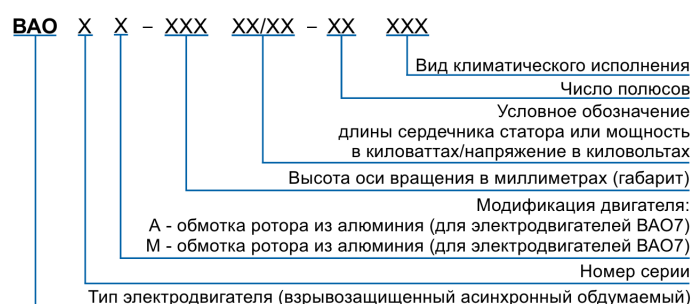 ВАО Х Х – ХХХ ХХ/ХХ – ХХ ХХХ
Вид климатического исполнения
Число полюсов
Условное обозначение
длины сердечника статора или мощность
в киловаттах/напряжение в киловольтах
Высота оси вращения в миллиметрах (габарит)
Модификация двигателя:
А - обмотка ротора из алюминия (для электродвигателей ВАО7)
М - обмотка ротора из алюминия (для электродвигателей ВАО7)
Номер серии
Тип электродвигателя (взрывозащищенный асинхронный обдуваемый)